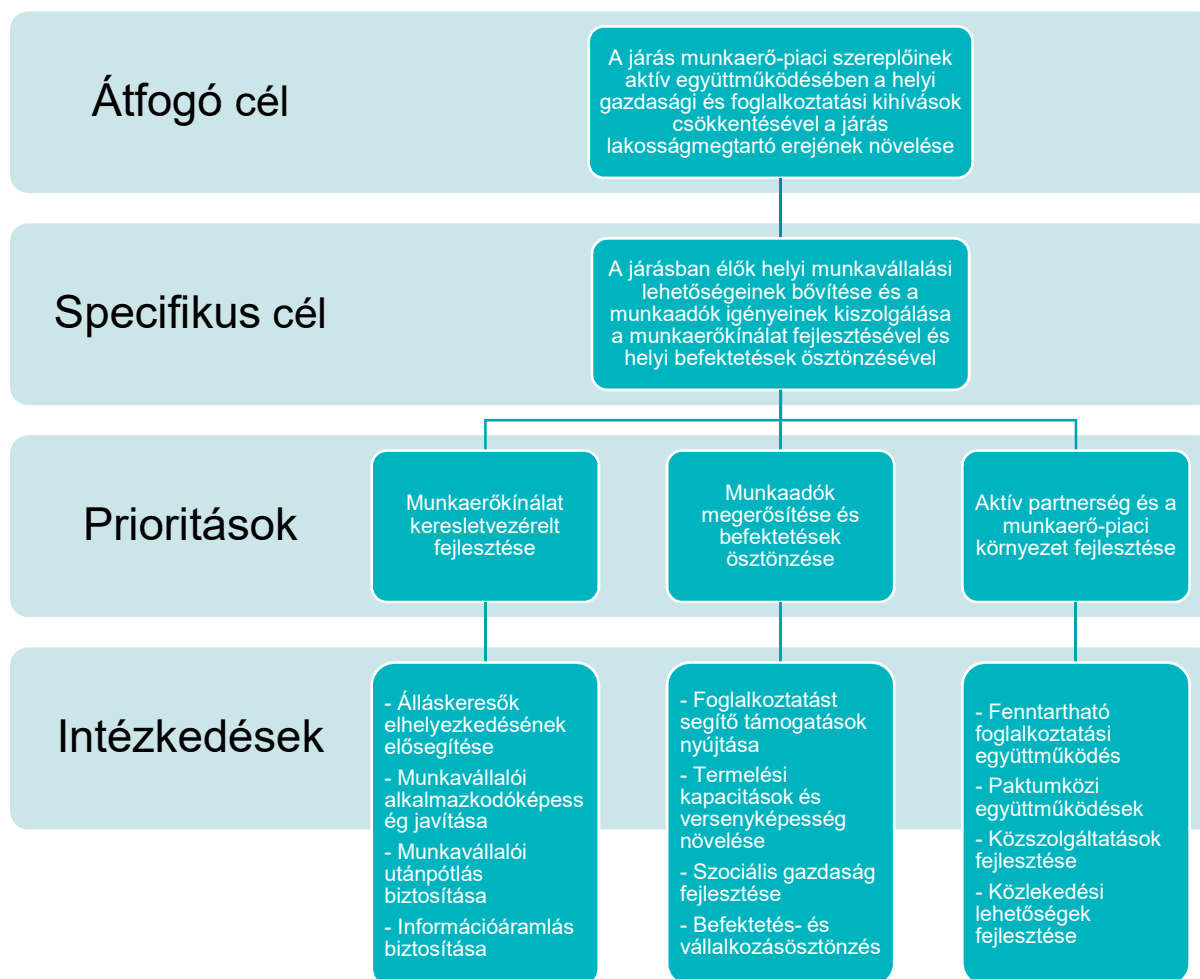 Átfogó cél
A járás munkaerő-piaci szereplőinek
aktív együttműködésében a helyi
gazdasági és foglalkoztatási kihívások
csökkentésével a járás
lakosságmegtartó erejének növelése
Specifikus cél
A járásban élők helyi munkavállalási
lehetőségeinek bővítése és a
munkaadók igényeinek kiszolgálása
a munkaerőkínálat fejlesztésével és
helyi befektetések ösztönzésével
Prioritások
Munkaerőkínálat
keresletvezérelt
fejlesztése
Munkaadók
megerősítése és
befektetések
ösztönzése
Aktív partnerség és a
munkaerő-piaci
környezet fejlesztése
Intézkedések
- Álláskeresők
elhelyezkedésének
elősegítése
- Munkavállalói
alkalmazkodóképess
ég javítása
- Munkavállalói
utánpótlás
biztosítása
- Információáramlás
biztosítása
- Foglalkoztatást
segítő támogatások
nyújtása
- Termelési
kapacitások és
versenyképesség
növelése
- Szociális gazdaság
fejlesztése
- Befektetés- és
vállalkozásösztönzés
- Fenntartható
foglalkoztatási
együttműködés
- Paktumközi
együttműködések
- Közszolgáltatások
fejlesztése
- Közlekedési
lehetőségek
fejlesztése